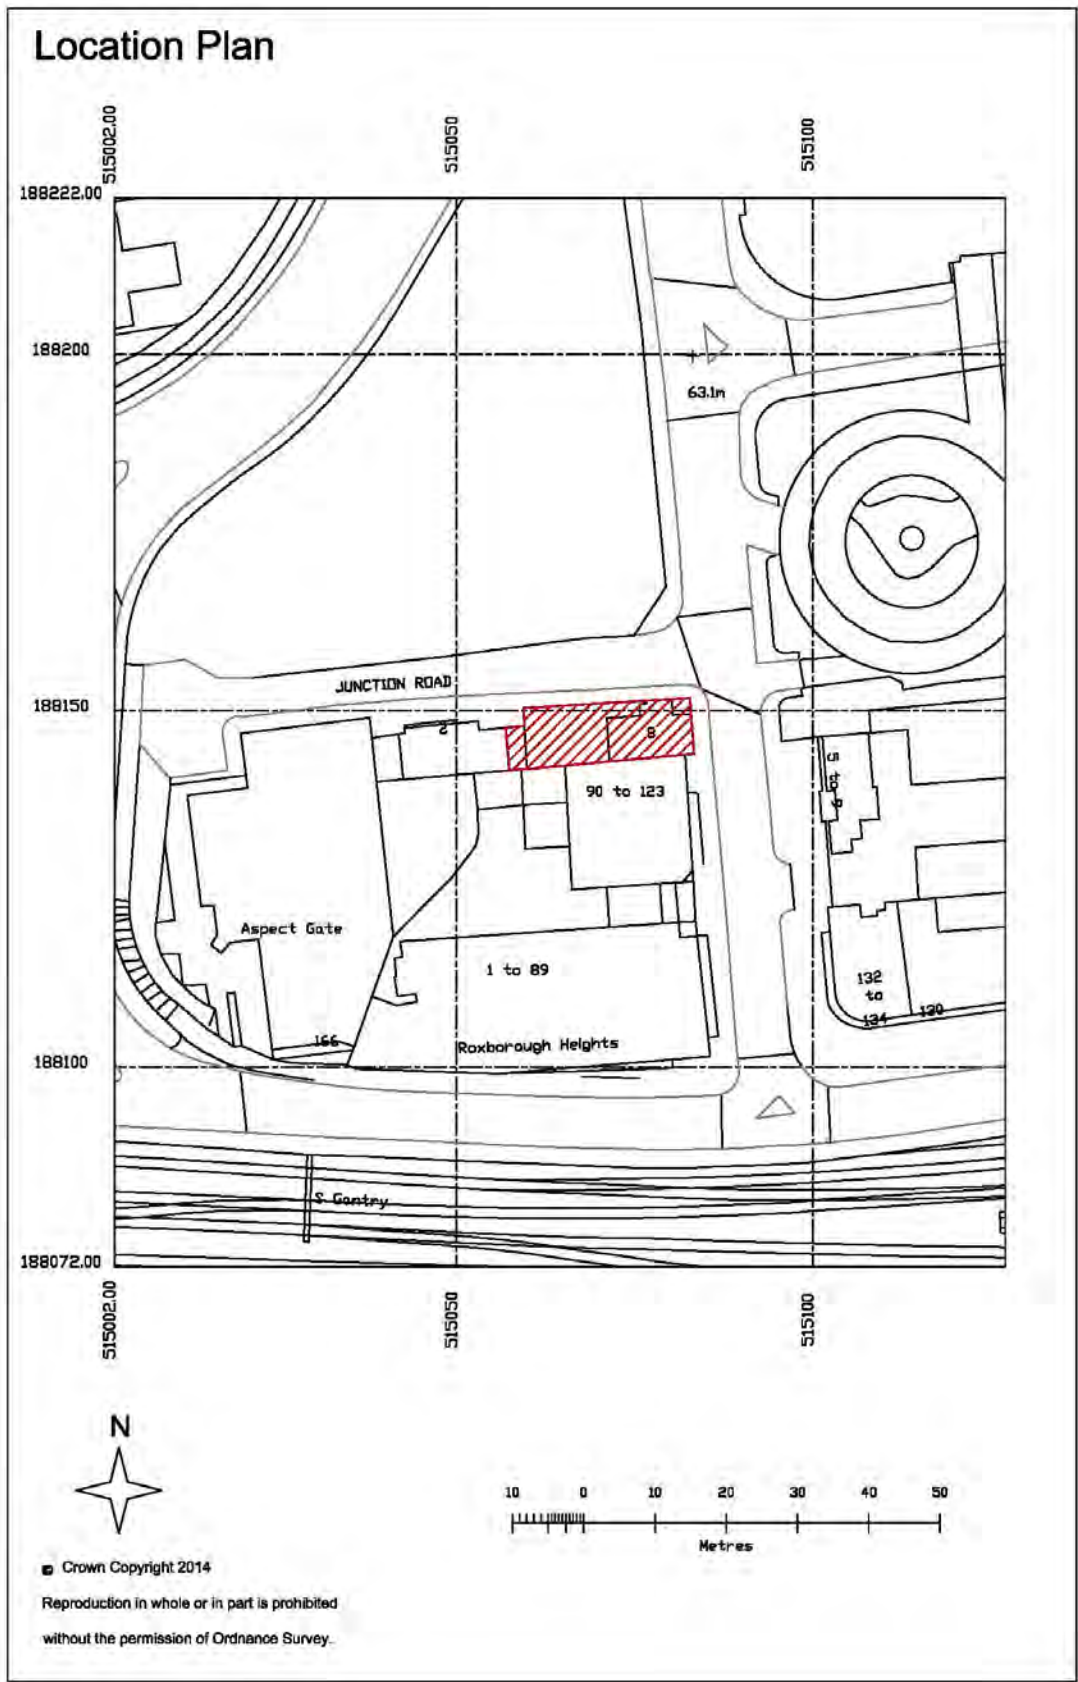 Location Plan
515002.00
515050
515100
188222.00
188200
63.1m
JUNCTION ROAD
188150
2
8
90 to 123
5 to 9
Aspect Gate
1 to 89
132
to
134
130
166
Roxborough Heights
188100
S Gantry
188072.00
515002.00
515050
515100
N
10 0 10 20 30 40 50
Metres
Crown Copyright 2014
Reproduction in whole or in part is prohibited
without the permission of Ordnance Survey.